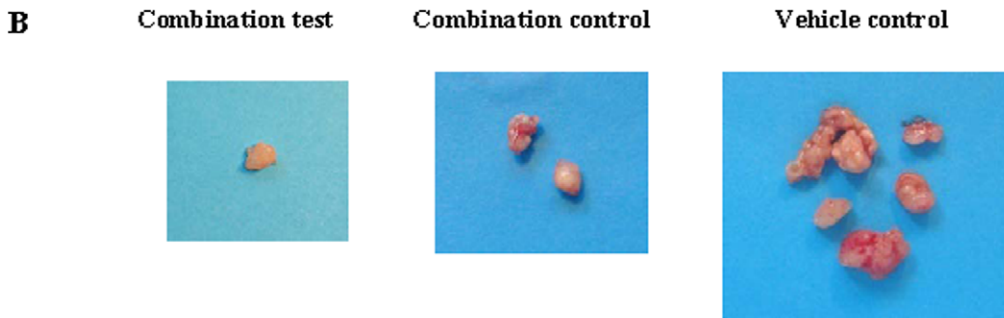 B
Combination test
Combination control
Vehicle control